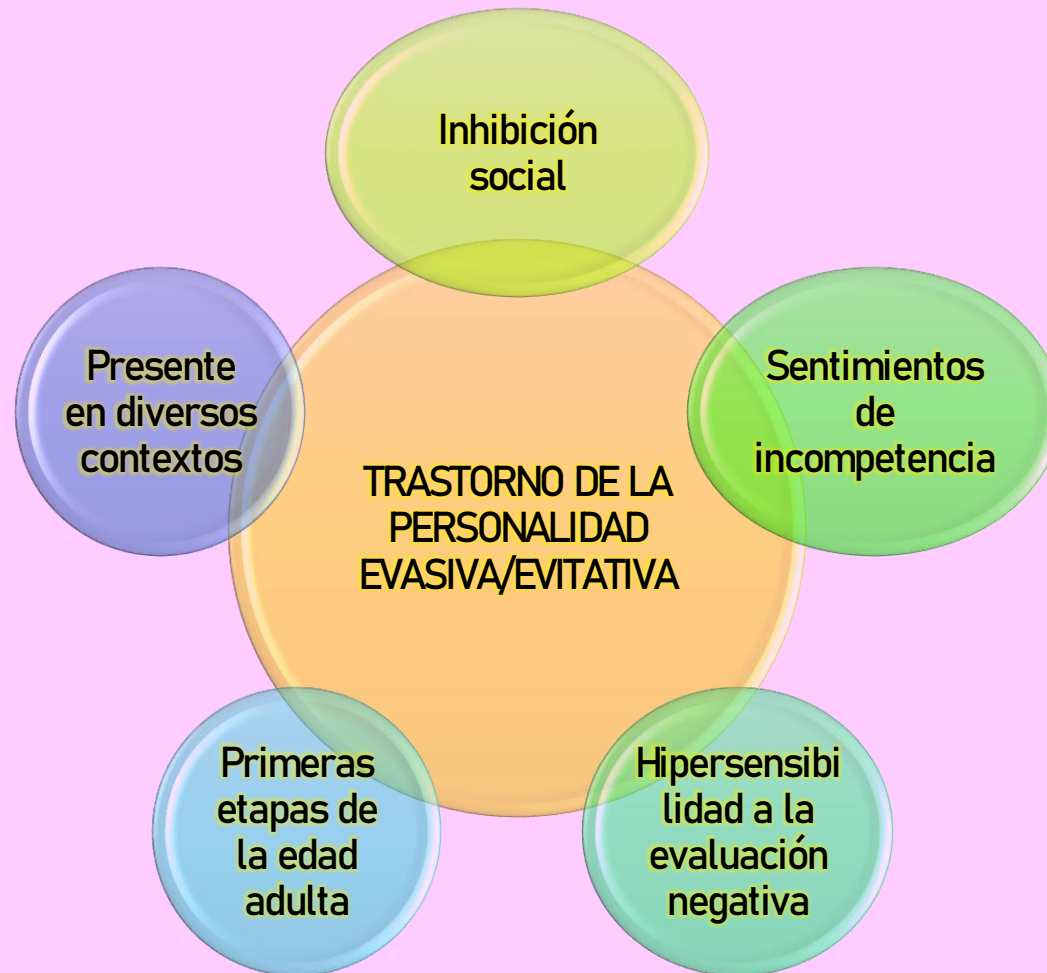 Inhibición
social
Sentimientos
de
incompetencia
Hipersensibi
lidad a la
evaluación
negativa
Primeras
etapas de
la edad
adulta
Presente
en diversos
contextos
TRASTORNO DE LA
PERSONALIDAD
EVASIVA/EVITATIVA